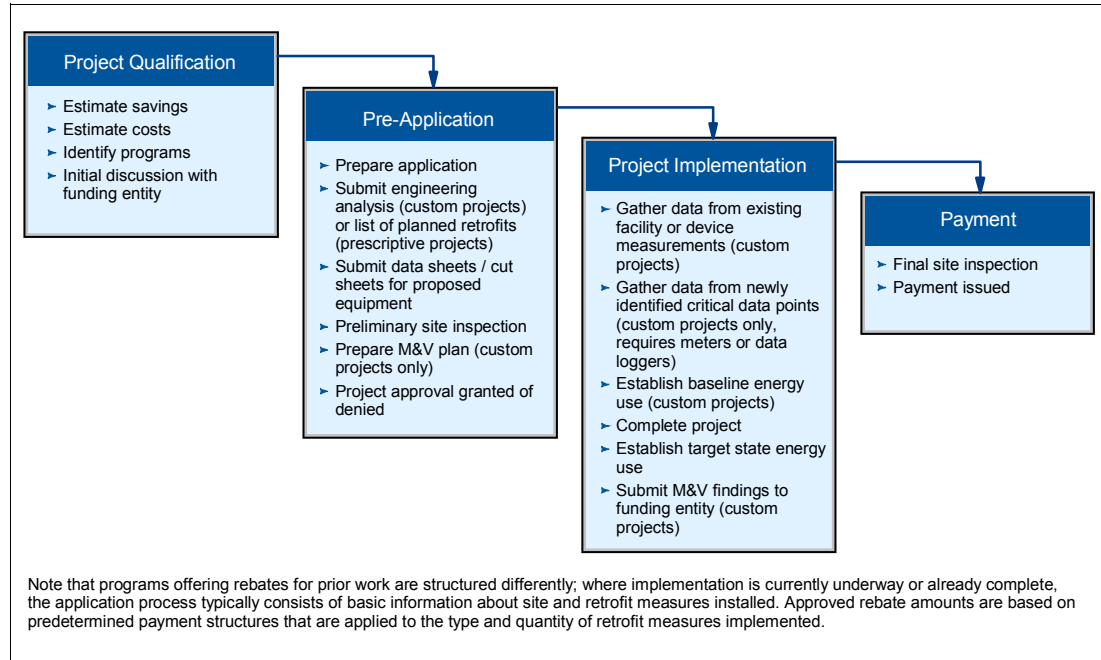 Project Qualification
➤ Estimate savings
➤ Estimate costs
➤ Identify programs
➤ Initial discussion with
funding entity
Pre-Application
➤ Prepare application
➤ Submit engineering
analysis (custom projects)
or list of planned retrofits
(prescriptive projects)
➤ Submit data sheets / cut
sheets for proposed
equipment
➤ Preliminary site inspection
➤ Prepare M&V plan (custom
projects only)
➤ Project approval granted of
denied
Project Implementation
➤ Gather data from existing
facility or device
measurements (custom
projects)
➤ Gather data from newly
identified critical data points
(custom projects only,
requires meters or data
loggers)
➤ Establish baseline energy
use (custom projects)
➤ Complete project
➤ Establish target state energy
use
➤ Submit M&V findings to
funding entity (custom
projects)
Payment
➤ Final site inspection
➤ Payment issued
Note that programs offering rebates for prior work are structured differently; where implementation is currently underway or already complete,
the application process typically consists of basic information about site and retrofit measures installed. Approved rebate amounts are based on
predetermined payment structures that are applied to the type and quantity of retrofit measures implemented.